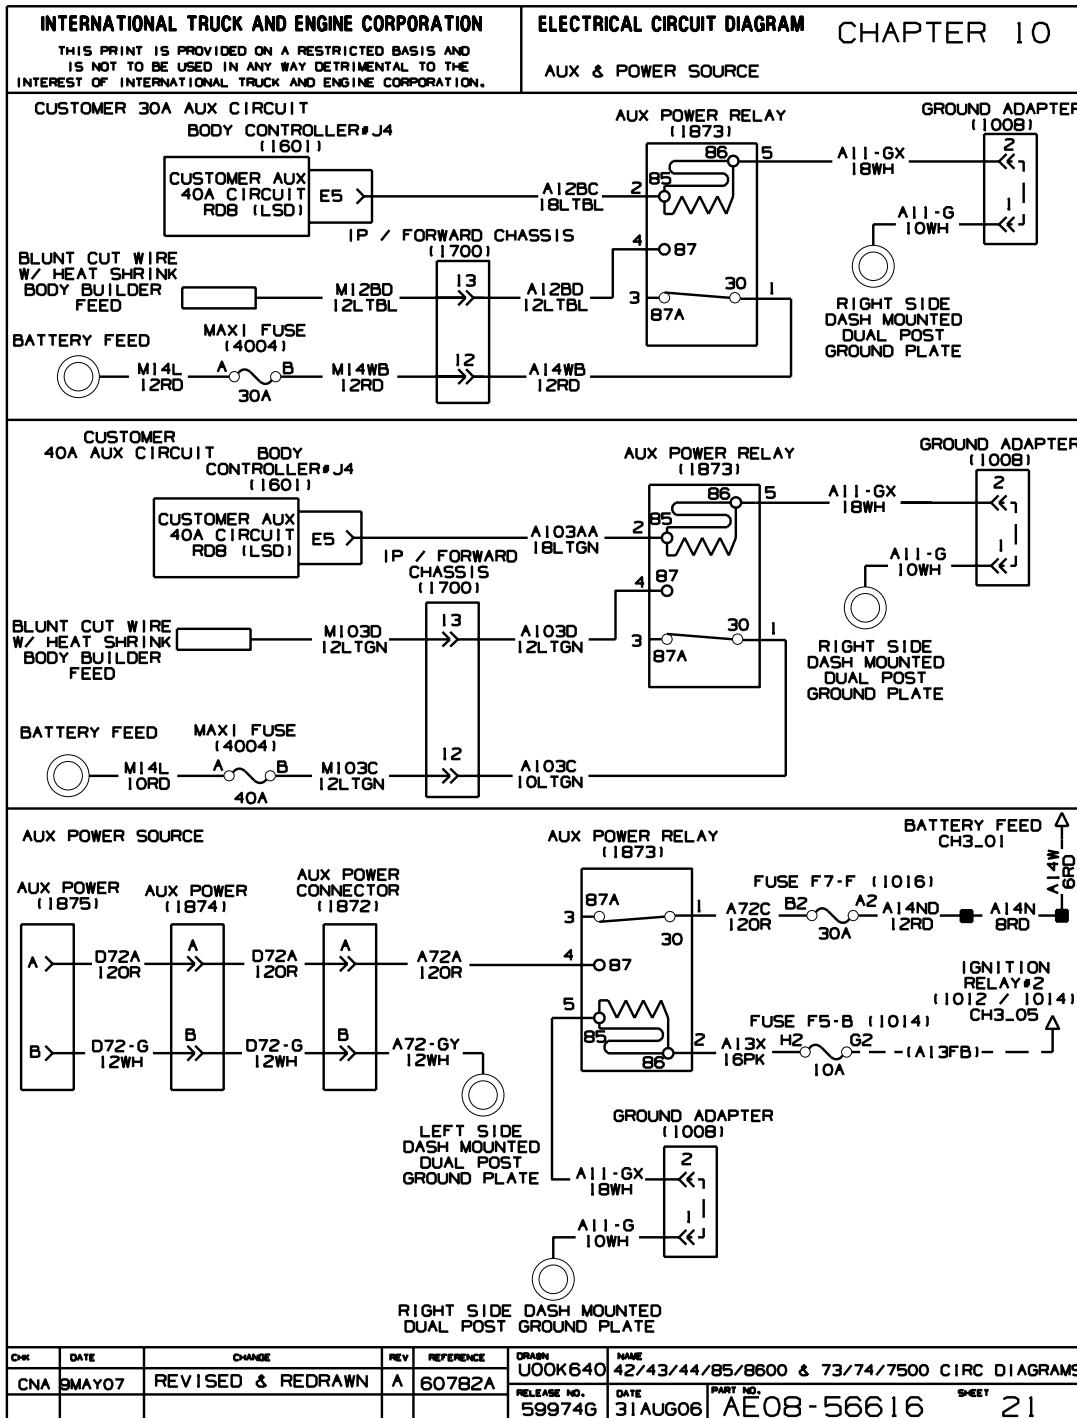 INTERNATIONAL TRUCK AND ENGINE CORPORATION
THIS PRINT IS PROVIDED ON A RESTRICTED BASIS AND
IS NOT TO BE USED IN ANY WAY DETRIMENTAL TO THE
INTEREST OF INTERNATIONAL TRUCK AND ENGINE CORPORATION.
ELECTRICAL CIRCUIT DIAGRAM
CHAPTER 10
AUX & POWER SOURCE
CUSTOMER 30A AUX CIRCUIT
BODY CONTROLLER#J4
(1601)
CUSTOMER AUX
40A CIRCUIT
RD8 (LSD)
E5
A12BC
18LTBL
AUX POWER RELAY
(1873)
86
5
85
2
4
87
30
3
87A
1
A11-GX
18WH
GROUND ADAPTER
(1008)
2
1
A11-G
10WH
RIGHT SIDE
DASH MOUNTED
DUAL POST
GROUND PLATE
IP / FORWARD CHASSIS
(1700)
13
12
BLUNT CUT WIRE
W/ HEAT SHRINK
BODY BUILDER
FEED
M12BD
12LTBL
A12BD
12LTBL
BATTERY FEED
M14L
12RD
MAXI FUSE
(4004)
A
B
30A
M14WB
12RD
A14WB
12RD
CUSTOMER
40A AUX CIRCUIT
BODY
CONTROLLER#J4
(1601)
CUSTOMER AUX
40A CIRCUIT
RD8 (LSD)
E5
A103AA
18LTGN
AUX POWER RELAY
(1873)
86
5
85
2
4
87
30
3
87A
1
A11-GX
18WH
GROUND ADAPTER
(1008)
2
1
A11-G
10WH
RIGHT SIDE
DASH MOUNTED
DUAL POST
GROUND PLATE
IP / FORWARD
CHASSIS
(1700)
13
12
BLUNT CUT WIRE
W/ HEAT SHRINK
BODY BUILDER
FEED
M103D
12LTGN
A103D
12LTGN
BATTERY FEED
M14L
10RD
MAXI FUSE
(4004)
A
B
40A
M103C
12LTGN
A103C
10LTGN
AUX POWER SOURCE
AUX POWER
(1875)
AUX POWER
(1874)
AUX POWER
CONNECTOR
(1872)
A
D72A
12OR
A
D72A
12OR
A
A72A
12OR
B
D72-G
12WH
B
D72-G
12WH
B
A72-GY
12WH
LEFT SIDE
DASH MOUNTED
DUAL POST
GROUND PLATE
AUX POWER RELAY
(1873)
87A
3
1
30
4
87
5
85
2
86
A72C
12OR
FUSE F7-F (1016)
B2
A2
30A
A14ND
12RD
A14N
8RD
A14W
6RD
BATTERY FEED
CH3_01
IGNITION
RELAY#2
(1012 / 1014)
CH3_05
A13X
16PK
FUSE F5-B (1014)
H2
G2
10A
(A13FB)
GROUND ADAPTER
(1008)
A11-GX
18WH
2
1
A11-G
10WH
RIGHT SIDE DASH MOUNTED
DUAL POST GROUND PLATE
CHK DATE CHANGE REV REFERENCE
CNA 9MAY07 REVISED & REDRAWN A 60782A
DRAWN
U00K640
NAME
42/43/44/85/8600 & 73/74/7500 CIRC DIAGRAMS
RELEASE NO.
59974G
DATE
31AUG06
PART NO.
AE08-56616
SHEET
21